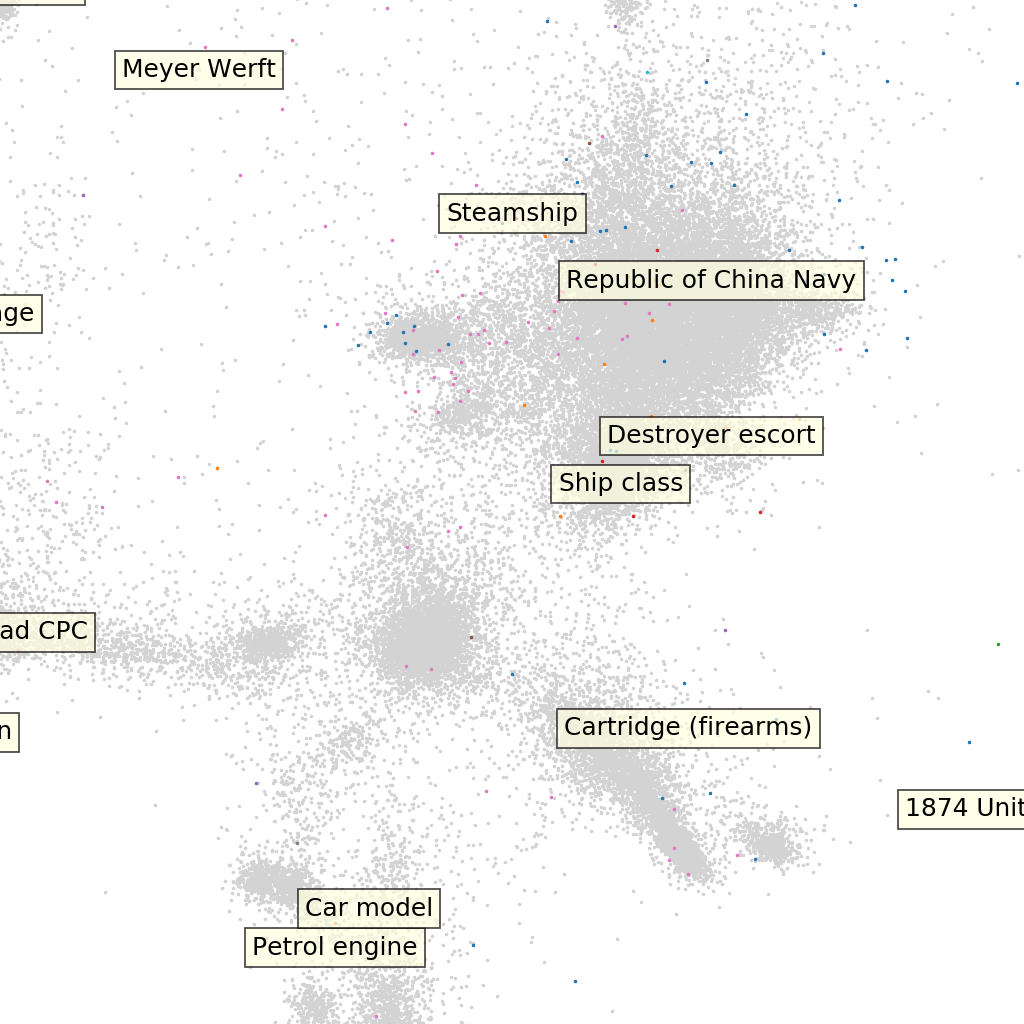 Meyer Werft
Steamship
Republic of China Navy
ge
Destroyer escort
Ship class
ad CPC
n
Cartridge (firearms)
1874 Unit
Car model
Petrol engine